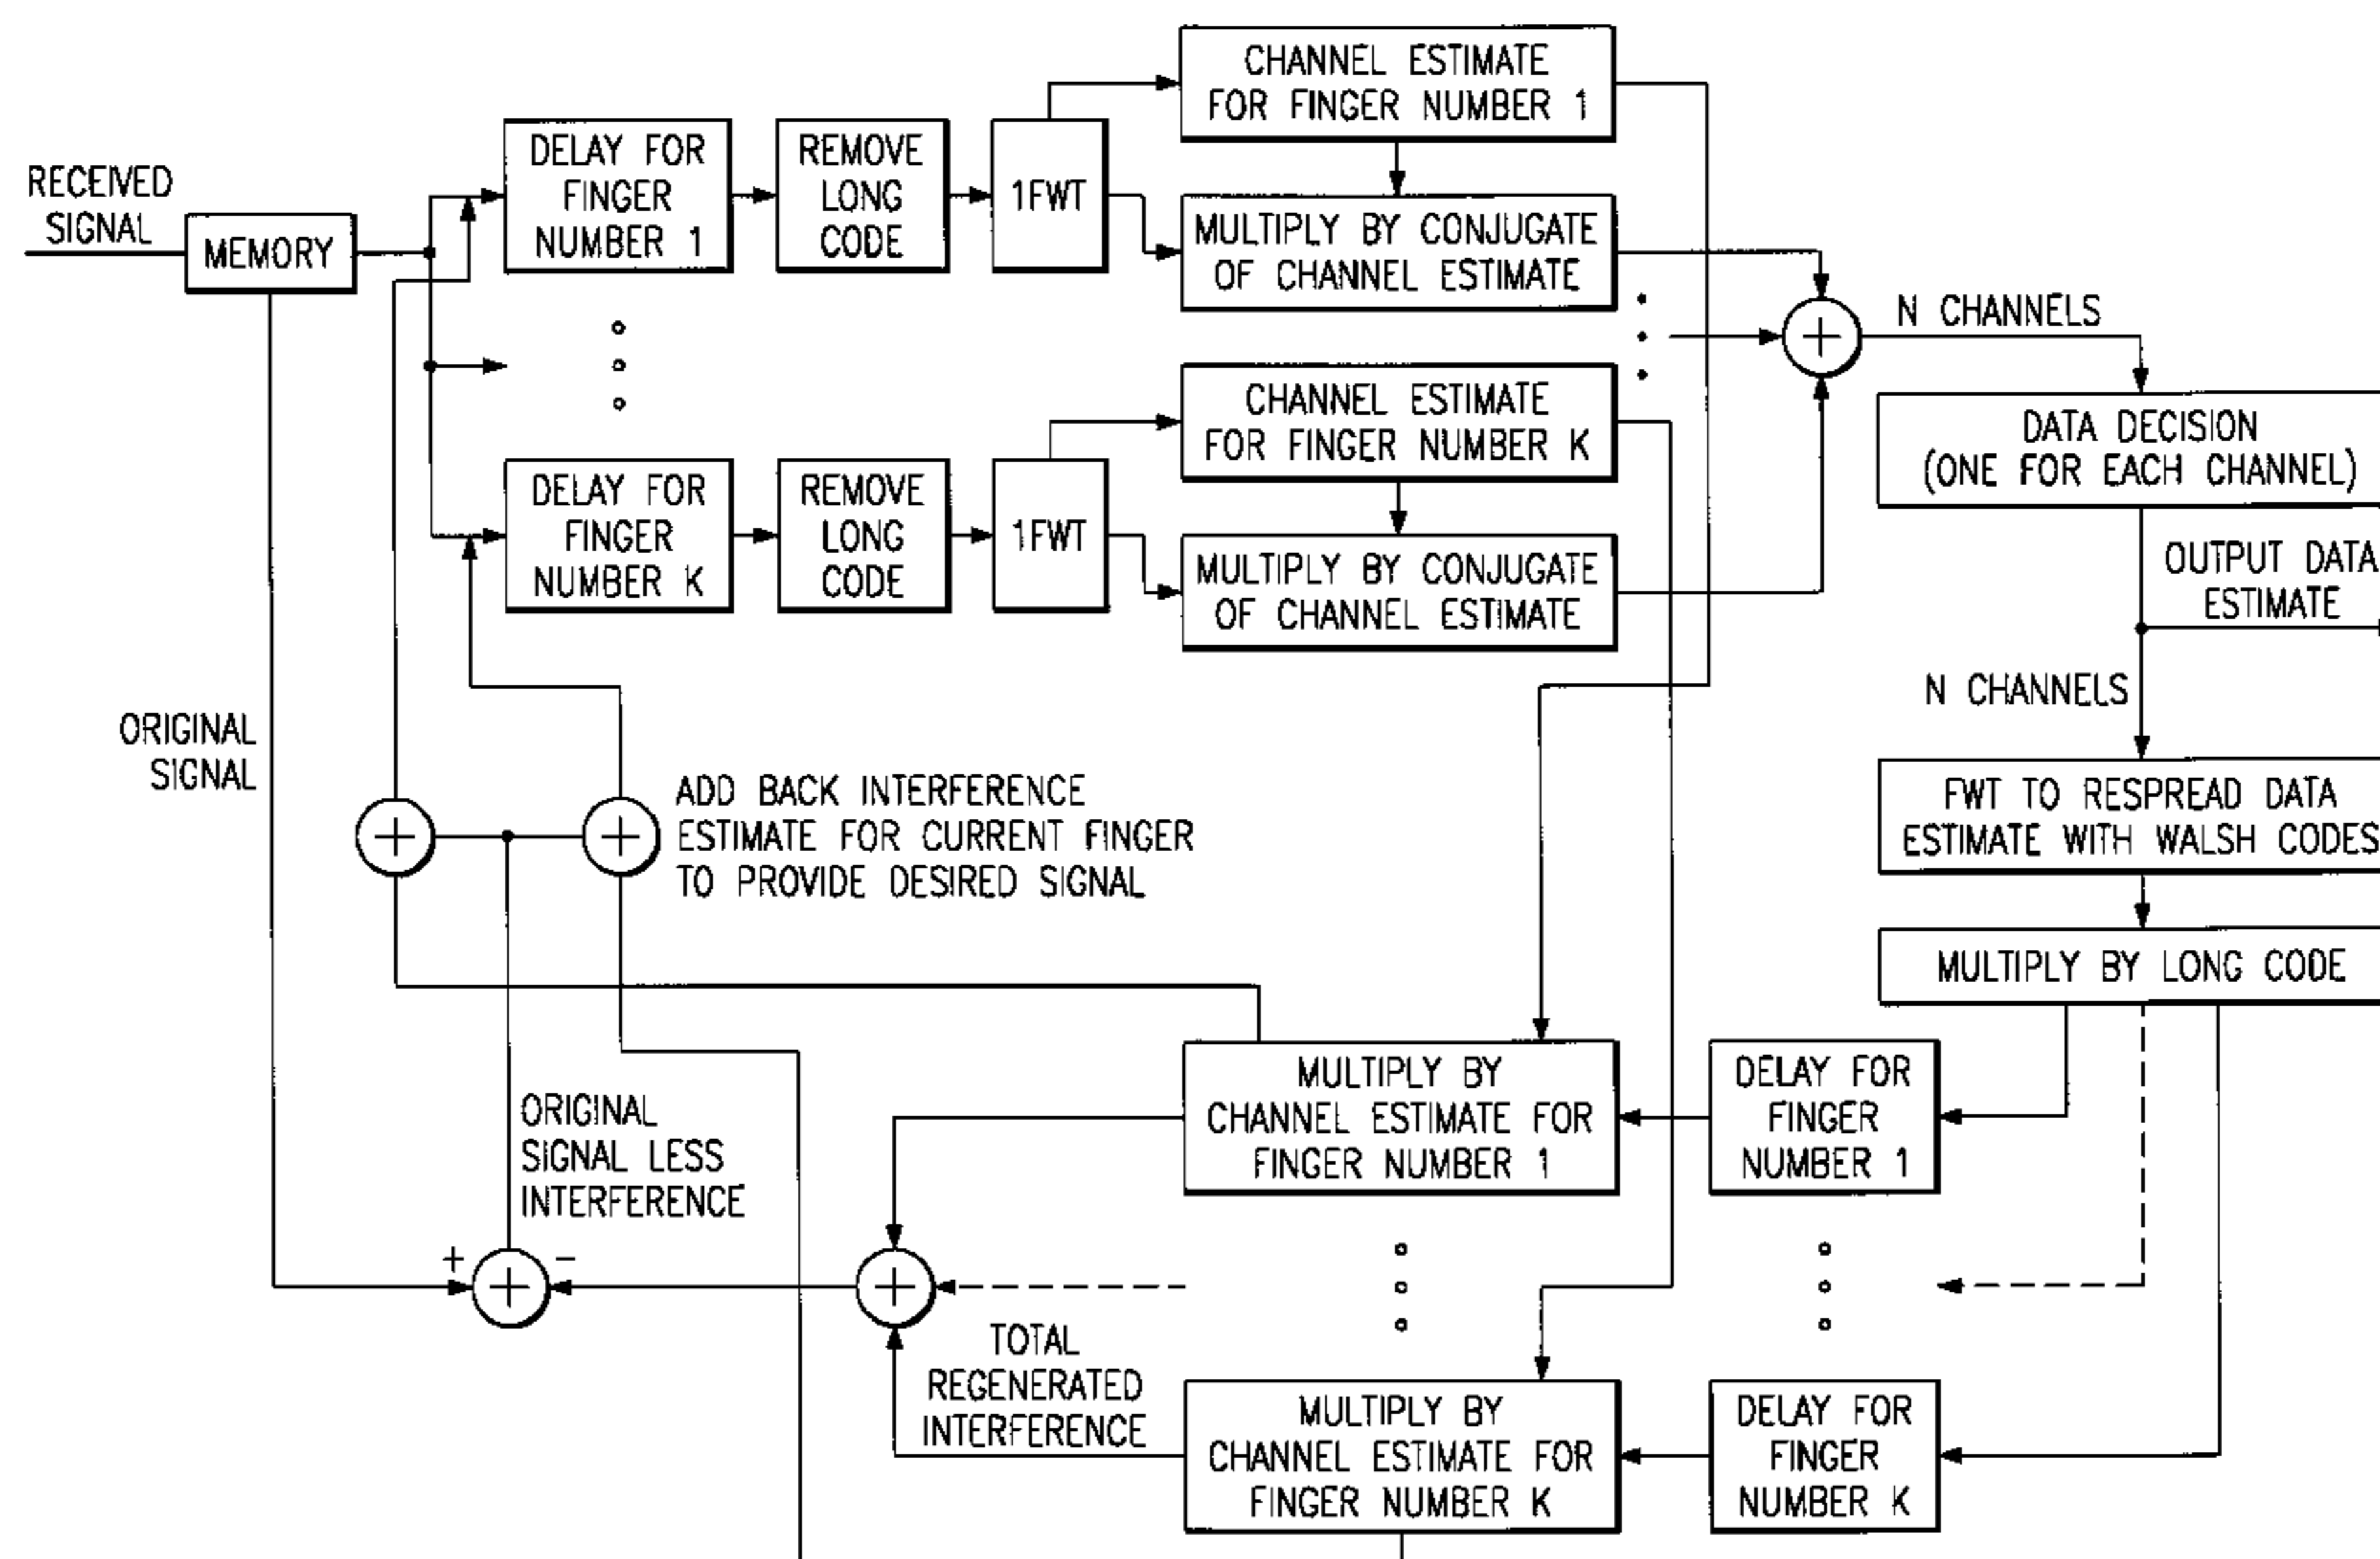 RECEIVED
SIGNAL
MEMORY
DELAY FOR
FINGER
NUMBER 1
REMOVE
LONG
CODE
1FWT
CHANNEL ESTIMATE
FOR FINGER NUMBER 1
MULTIPLY BY CONJUGATE
OF CHANNEL ESTIMATE
N CHANNELS
DELAY FOR
FINGER
NUMBER K
REMOVE
LONG
CODE
1FWT
CHANNEL ESTIMATE
FOR FINGER NUMBER K
MULTIPLY BY CONJUGATE
OF CHANNEL ESTIMATE
DATA DECISION
(ONE FOR EACH CHANNEL)
OUTPUT DATA
ESTIMATE
N CHANNELS
FWT TO RESPREAD DATA
ESTIMATE WITH WALSH CODES
MULTIPLY BY LONG CODE
ORIGINAL
SIGNAL
ADD BACK INTERFERENCE
ESTIMATE FOR CURRENT FINGER
TO PROVIDE DESIRED SIGNAL
MULTIPLY BY
CHANNEL ESTIMATE FOR
FINGER NUMBER 1
DELAY FOR
FINGER
NUMBER 1
ORIGINAL
SIGNAL LESS
INTERFERENCE
+ −
TOTAL
REGENERATED
INTERFERENCE
MULTIPLY BY
CHANNEL ESTIMATE FOR
FINGER NUMBER K
DELAY FOR
FINGER
NUMBER K